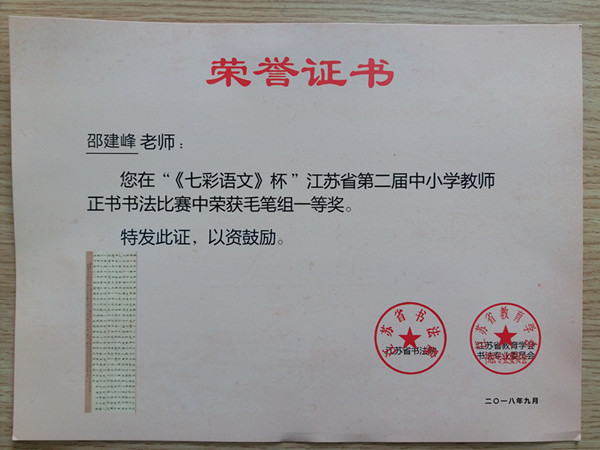 荣誉证书
邵建峰老师：
您在“《七彩语文》杯”江苏省第二届中小学教师
正书书法比赛中荣获毛笔组一等奖。
特发此证，以资鼓励。
江苏省书法
江苏省教育学会
书法专业委员会
二〇一八年九月